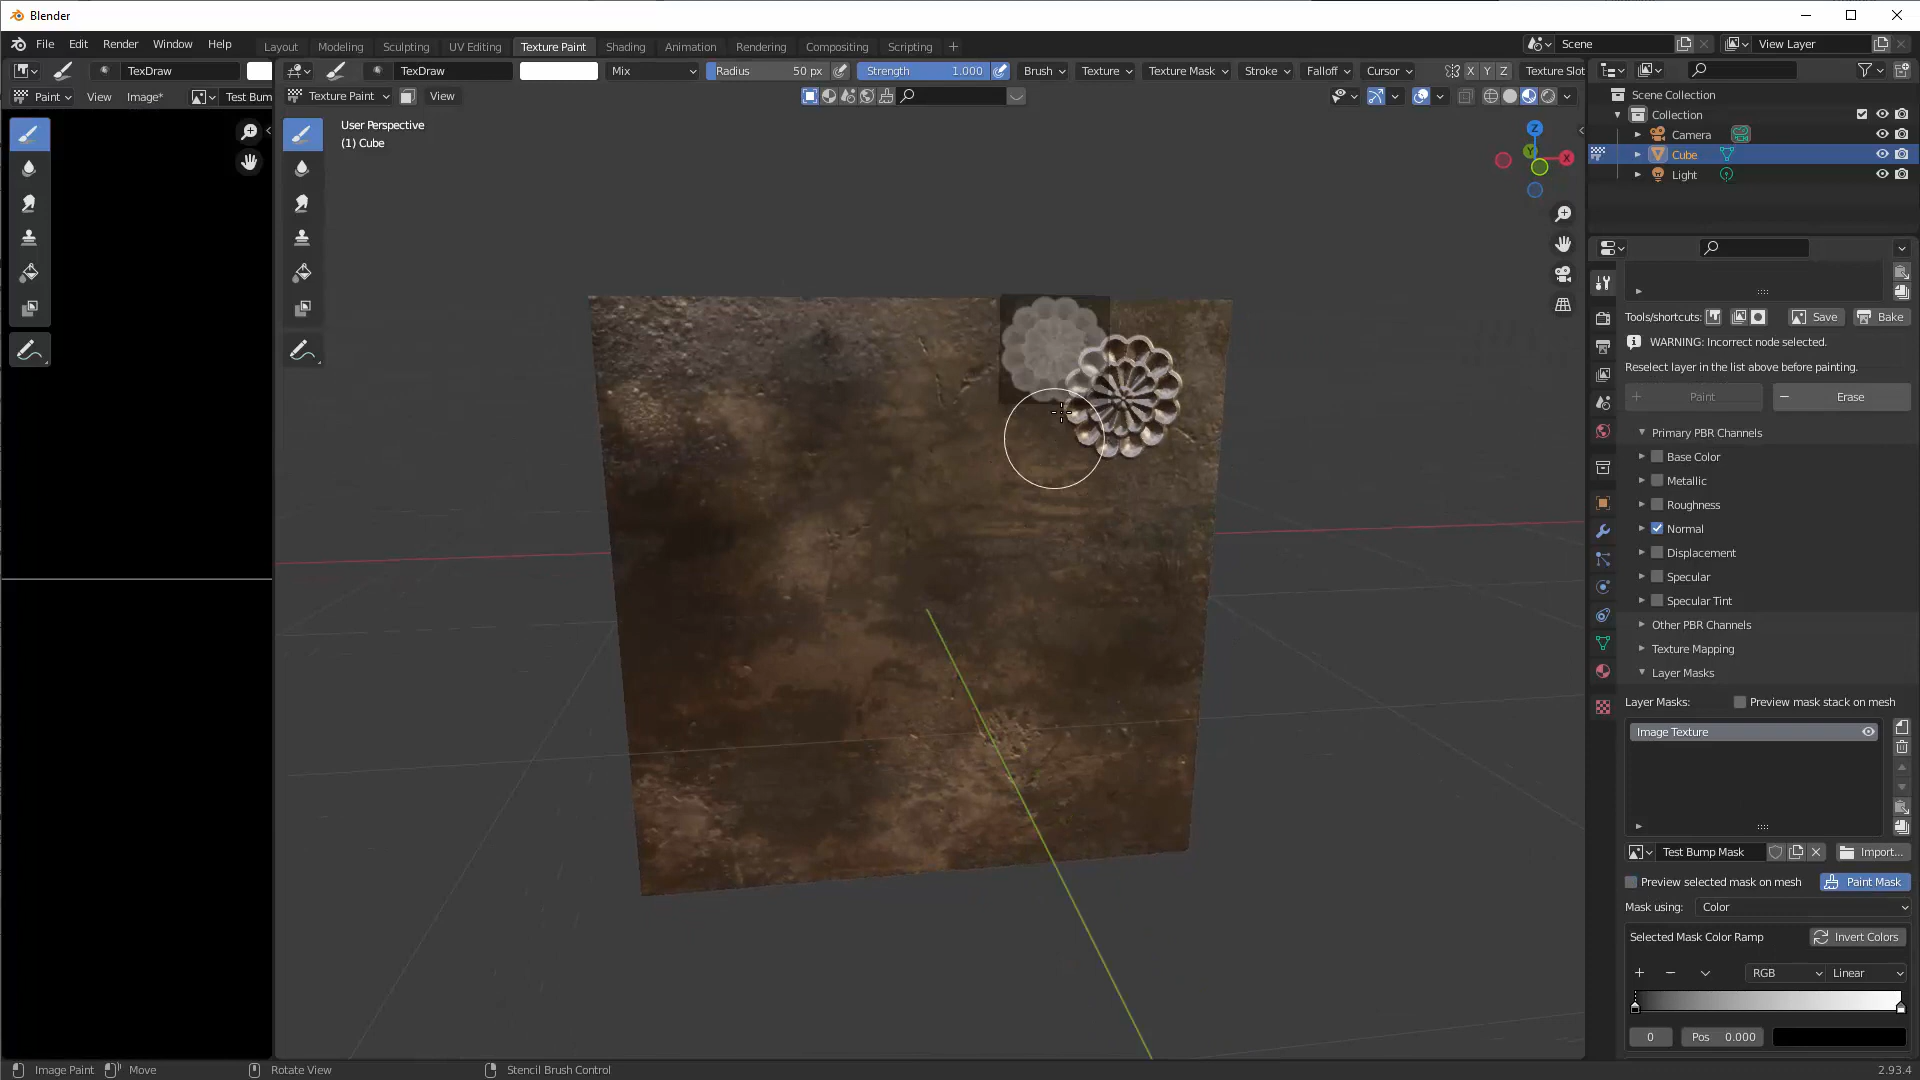 Blender
File Edit Render Window Help
Layout Modeling Sculpting UV Editing Texture Paint Shading Animation Rendering Compositing Scripting +
Scene
View Layer
TexDraw
TexDraw
Mix
Radius 50 px
Strength 1.000
Brush Texture Texture Mask Stroke Falloff Cursor X Y Z Texture Slot
Paint View Image* Test Bum
Texture Paint View
User Perspective
(1) Cube
Z
Y
X
Scene Collection
Collection
Camera
Cube
Light
Tools/shortcuts: Save Bake
WARNING: Incorrect node selected.
Reselect layer in the list above before painting.
Paint Erase
Primary PBR Channels
Base Color
Metallic
Roughness
Normal
Displacement
Specular
Specular Tint
Other PBR Channels
Texture Mapping
Layer Masks
Layer Masks: Preview mask stack on mesh
Image Texture
Test Bump Mask Import...
Preview selected mask on mesh Paint Mask
Mask using: Color
Selected Mask Color Ramp Invert Colors
RGB Linear
0 Pos 0.000
Image Paint Move Rotate View Stencil Brush Control 2.93.4